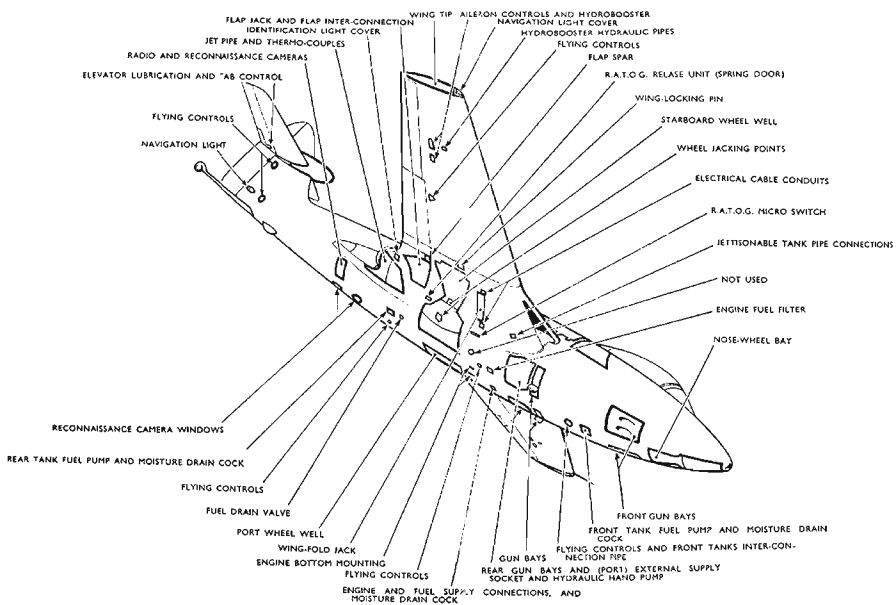 WING TIP AILERON CONTROLS AND HYDROBOOSTER
FLAP JACK AND FLAP INTER-CONNECTION
NAVIGATION LIGHT COVER
IDENTIFICATION LIGHT COVER
HYDROBOOSTER HYDRAULIC PIPES
JET PIPE AND THERMO-COUPLES
FLYING CONTROLS
RADIO AND RECONNAISSANCE CAMERAS
FLAP SPAR
ELEVATOR LUBRICATION AND TAB CONTROL
R.A.T.O.G. RELASE UNIT (SPRING DOOR)
WING-LOCKING PIN
FLYING CONTROLS
STARBOARD WHEEL WELL
NAVIGATION LIGHT
WHEEL JACKING POINTS
ELECTRICAL CABLE CONDUITS
R.A.T.O.G. MICRO SWITCH
JETTISONABLE TANK PIPE CONNECTIONS
NOT USED
ENGINE FUEL FILTER
NOSE-WHEEL BAY
RECONNAISSANCE CAMERA WINDOWS
REAR TANK FUEL PUMP AND MOISTURE DRAIN COCK
FLYING CONTROLS
FUEL DRAIN VALVE
PORT WHEEL WELL
WING-FOLD JACK
ENGINE BOTTOM MOUNTING
FLYING CONTROLS
ENGINE AND FUEL SUPPLY CONNECTIONS, AND
MOISTURE DRAIN COCK
FRONT GUN BAYS
FRONT TANK FUEL PUMP AND MOISTURE DRAIN
COCK
FLYING CONTROLS AND FRONT TANKS INTER-CON-
NECTION PIPE
GUN BAYS
REAR GUN BAYS AND (PORT) EXTERNAL SUPPLY
SOCKET AND HYDRAULIC HAND PUMP